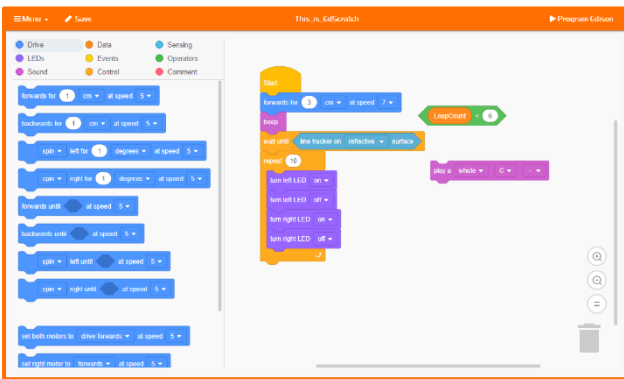 Menu Save This_is_EdScratch Program Edison
Drive Data Sensing
LEDs Events Operators
Sound Control Comment
forwards for 1 cm at speed 5
backwards for 1 cm at speed 5
spin left for 1 degrees at speed 5
spin right for 1 degrees at speed 5
forwards until at speed 5
backwards until at speed 5
spin left until at speed 5
spin right until at speed 5
set both motors to drive forwards at speed 5
set right motor to forwards at speed 5
Start
forwards for 3 cm at speed 7
beep
wait until line tracker on reflective surface
repeat 10
turn left LED on
turn left LED off
turn right LED on
turn right LED off
LoopCount < 6
play a whole C -